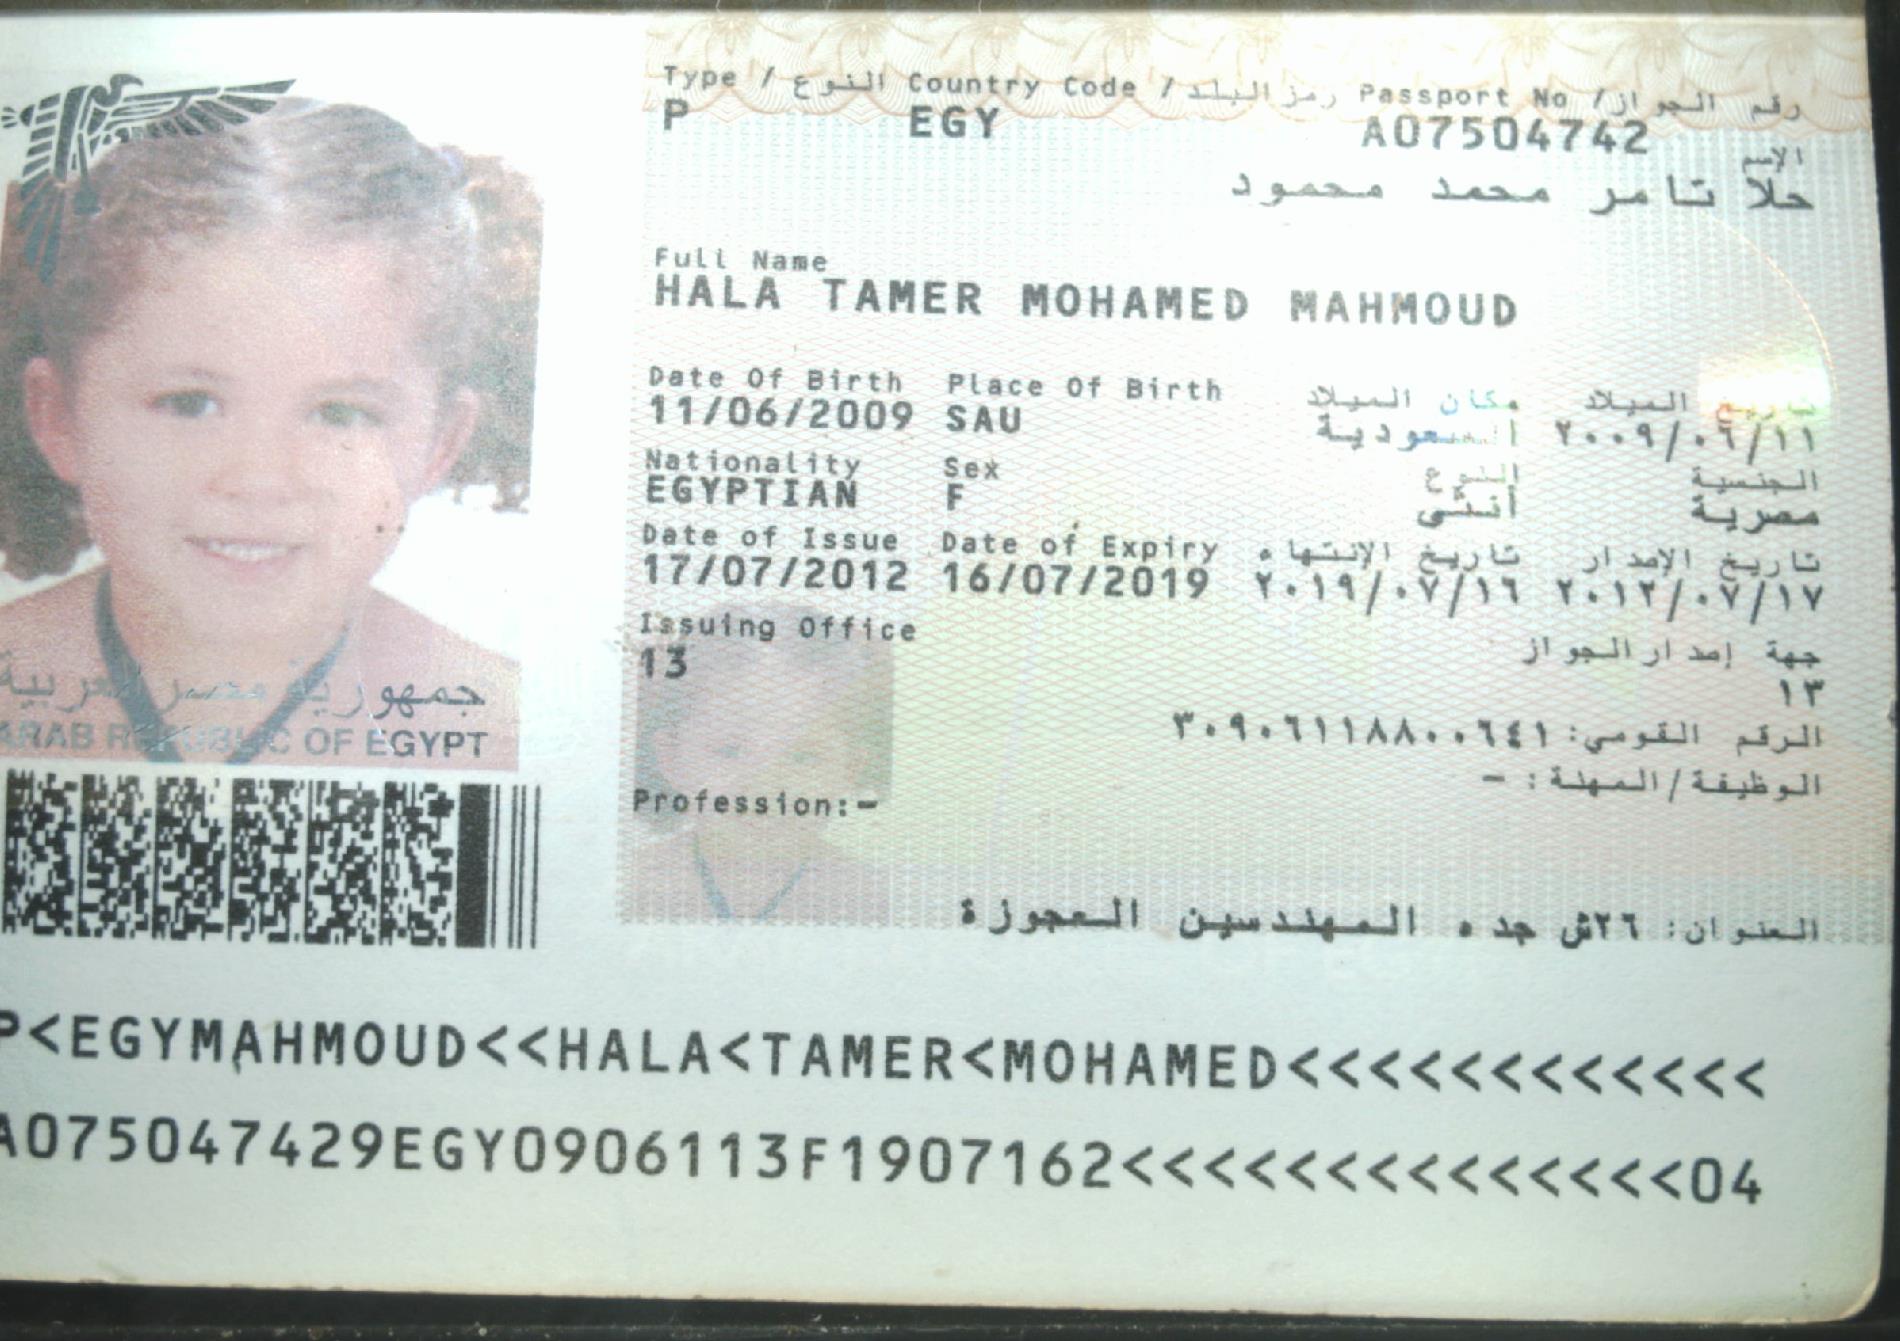 Type / النوع Country Code / رمز البلد Passport No / رقم الجواز
P EGY A07504742
الإسم
حلا تامر محمد محمود
Full Name
HALA TAMER MOHAMED MAHMOUD
Date Of Birth Place Of Birth مكان الميلاد تاريخ الميلاد
11/06/2009 SAU السعودية ٢٠٠٩/٠٦/١١
Nationality Sex النوع الجنسية
EGYPTIAN F أنثى مصرية
Date of Issue Date of Expiry تاريخ الإنتهاء تاريخ الإصدار
17/07/2012 16/07/2019 ٢٠١٩/٠٧/١٦ ٢٠١٢/٠٧/١٧
Issuing Office جهة إصدار الجواز
13 ١٣
الرقم القومي: ٣٠٩٠٦١١٨٨٠٠٦٤١
Profession:- الوظيفة/المهنة: -
العنوان: ٢٦ش جده المهندسين العجوزة
جمهورية مصر العربية
ARAB REPUBLIC OF EGYPT
P<EGYMAHMOUD<<HALA<TAMER<MOHAMED<<<<<<<<<<<<
A075047429EGY0906113F1907162<<<<<<<<<<<<<<04